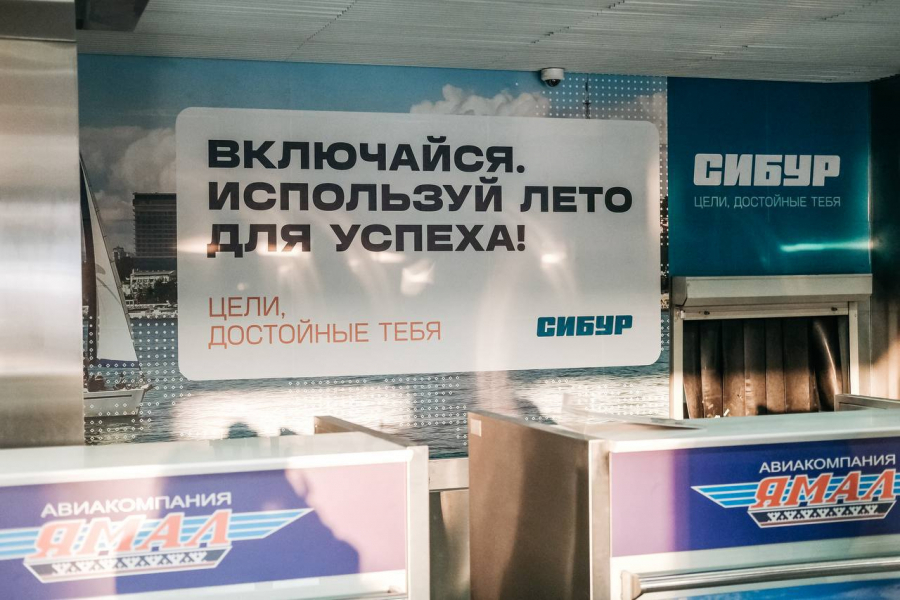 ВКЛЮЧАЙСЯ.
ИСПОЛЬЗУЙ ЛЕТО
ДЛЯ УСПЕХА!
ЦЕЛИ,
ДОСТОЙНЫЕ ТЕБЯ
СИБУР
СИБУР
ЦЕЛИ, ДОСТОЙНЫЕ ТЕБЯ
АВИАКОМПАНИЯ
ЯМАЛ
АВИАКОМПАНИЯ
ЯМАЛ